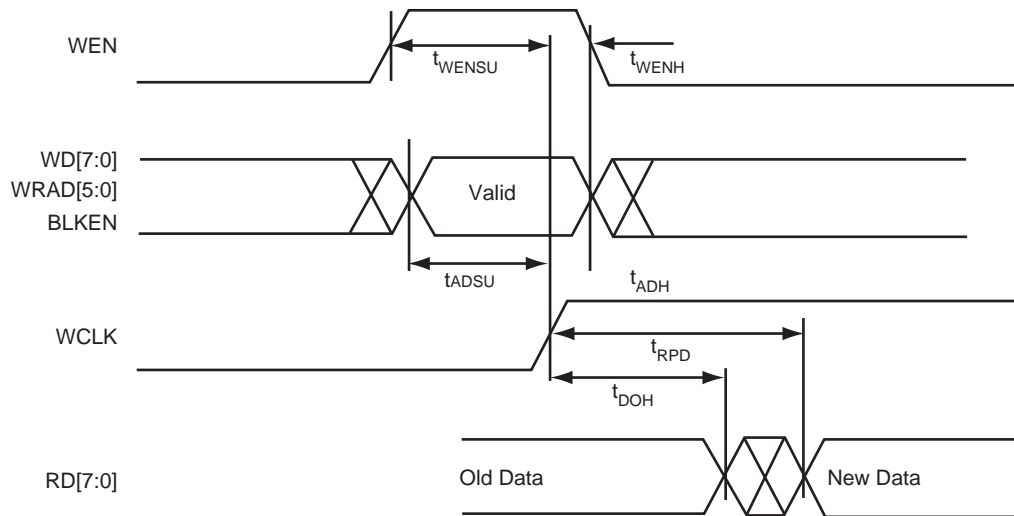 WEN
tWENSU
tWENH
WD[7:0]
WRAD[5:0]
BLKEN
Valid
tADSU
tADH
WCLK
tRPD
tDOH
RD[7:0]
Old Data
New Data